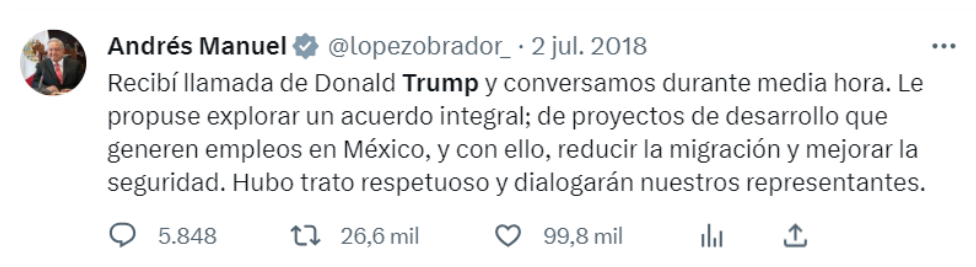 Andrés Manuel @lopezobrador_ · 2 jul. 2018
Recibí llamada de Donald Trump y conversamos durante media hora. Le
propuse explorar un acuerdo integral; de proyectos de desarrollo que
generen empleos en México, y con ello, reducir la migración y mejorar la
seguridad. Hubo trato respetuoso y dialogarán nuestros representantes.
5.848 26,6 mil 99,8 mil